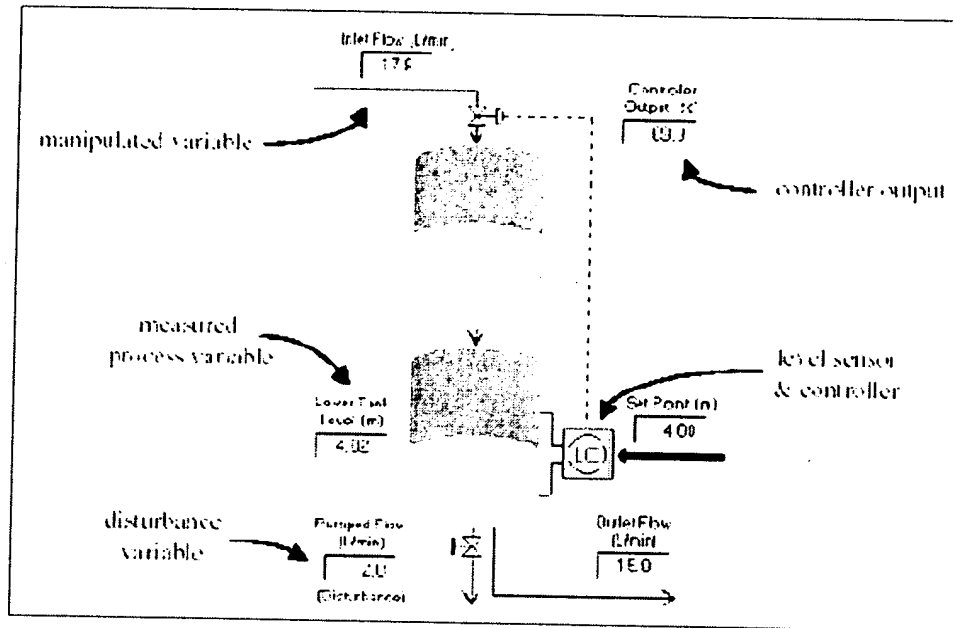 Inlet Flow (L/min)
manipulated variable
Controller
controller output
measured
process variable
Level (m)
level sensor
& controller
Set Point (m)
4.00
disturbance
variable
Pumped Flow
(L/min)
(Disturbance)
Outlet Flow
(L/min)